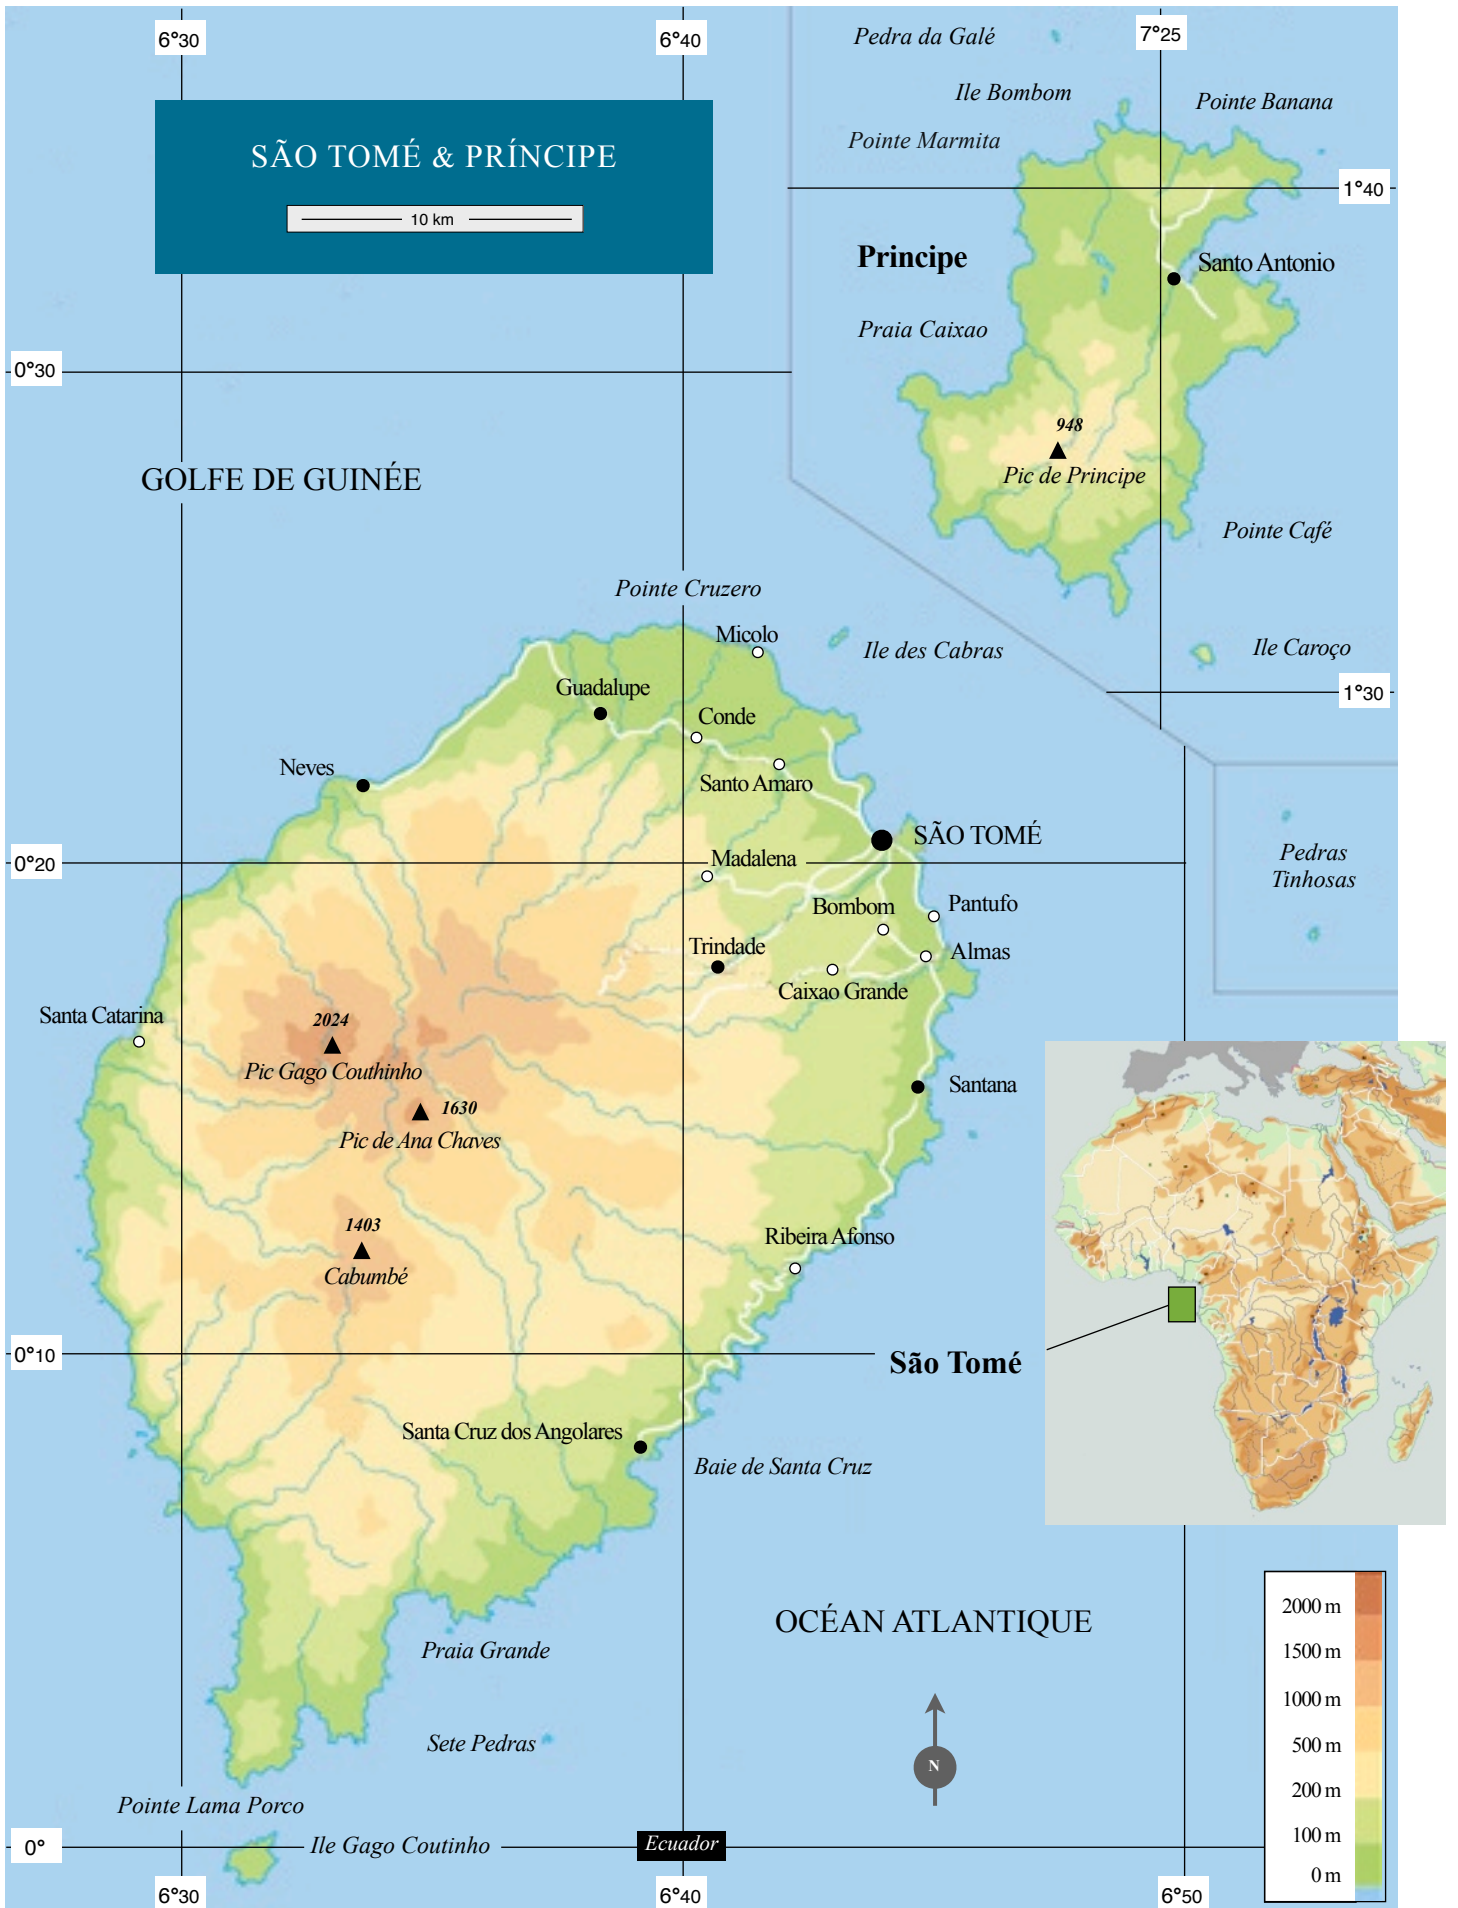 6°30
6°40
7°25
Pedra da Galé
Ile Bombom
Pointe Banana
Pointe Marmita
SÃO TOMÉ & PRÍNCIPE
10 km
1°40
Principe
Santo Antonio
Praia Caixao
0°30
948
Pic de Principe
GOLFE DE GUINÉE
Pointe Café
Pointe Cruzero
Micolo
Ile des Cabras
Ile Caroço
1°30
Guadalupe
Conde
Neves
Santo Amaro
SÃO TOMÉ
0°20
Madalena
Pedras
Tinhosas
Bombom
Pantufo
Trindade
Almas
Caixao Grande
Santa Catarina
2024
Pic Gago Couthinho
Santana
1630
Pic de Ana Chaves
1403
Cabumbé
Ribeira Afonso
0°10
São Tomé
Santa Cruz dos Angolares
Baie de Santa Cruz
OCÉAN ATLANTIQUE
Praia Grande
Sete Pedras
N
2000 m
1500 m
1000 m
500 m
200 m
100 m
0 m
Pointe Lama Porco
0°
Ile Gago Coutinho
Ecuador
6°30
6°40
6°50